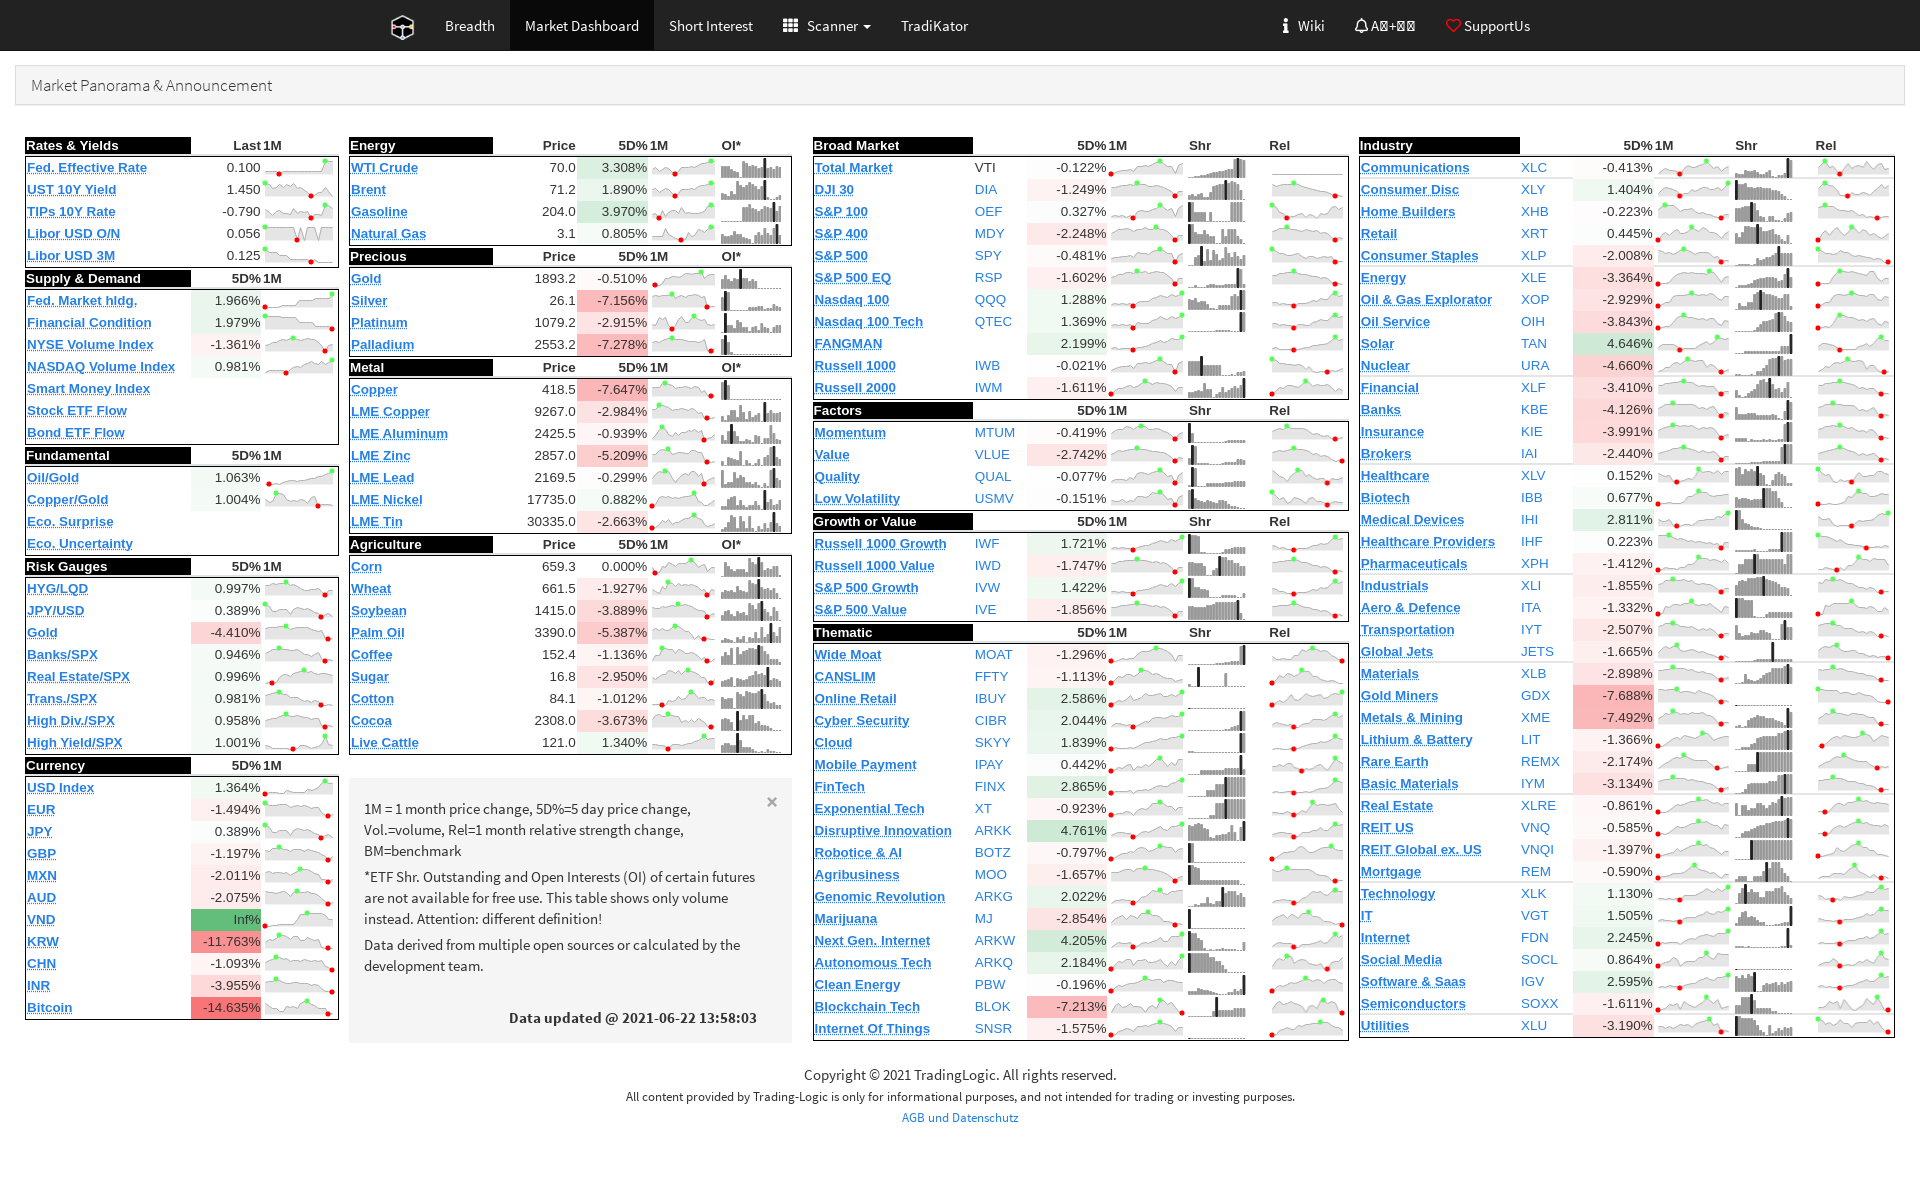 Breadth Market Dashboard Short Interest Scanner TradiKator Wiki SupportUs
Market Panorama & Announcement
Rates & Yields Last 1M
Fed. Effective Rate 0.100
UST 10Y Yield 1.450
TIPs 10Y Rate -0.790
Libor USD O/N 0.056
Libor USD 3M 0.125
Supply & Demand 5D% 1M
Fed. Market hldg. 1.966%
Financial Condition 1.979%
NYSE Volume Index -1.361%
NASDAQ Volume Index 0.981%
Smart Money Index
Stock ETF Flow
Bond ETF Flow
Fundamental 5D% 1M
Oil/Gold 1.063%
Copper/Gold 1.004%
Eco. Surprise
Eco. Uncertainty
Risk Gauges 5D% 1M
HYG/LQD 0.997%
JPY/USD 0.389%
Gold -4.410%
Banks/SPX 0.946%
Real Estate/SPX 0.996%
Trans./SPX 0.981%
High Div./SPX 0.958%
High Yield/SPX 1.001%
Currency 5D% 1M
USD Index 1.364%
EUR -1.494%
JPY 0.389%
GBP -1.197%
MXN -2.011%
AUD -2.075%
VND Inf%
KRW -11.763%
CHN -1.093%
INR -3.955%
Bitcoin -14.635%
Energy Price 5D% 1M OI*
WTI Crude 70.0 3.308%
Brent 71.2 1.890%
Gasoline 204.0 3.970%
Natural Gas 3.1 0.805%
Precious Price 5D% 1M OI*
Gold 1893.2 -0.510%
Silver 26.1 -7.156%
Platinum 1079.2 -2.915%
Palladium 2553.2 -7.278%
Metal Price 5D% 1M OI*
Copper 418.5 -7.647%
LME Copper 9267.0 -2.984%
LME Aluminum 2425.5 -0.939%
LME Zinc 2857.0 -5.209%
LME Lead 2169.5 -0.299%
LME Nickel 17735.0 0.882%
LME Tin 30335.0 -2.663%
Agriculture Price 5D% 1M OI*
Corn 659.3 0.000%
Wheat 661.5 -1.927%
Soybean 1415.0 -3.889%
Palm Oil 3390.0 -5.387%
Coffee 152.4 -1.136%
Sugar 16.8 -2.950%
Cotton 84.1 -1.012%
Cocoa 2308.0 -3.673%
Live Cattle 121.0 1.340%
×
1M = 1 month price change, 5D%=5 day price change,
Vol.=volume, Rel=1 month relative strength change,
BM=benchmark
*ETF Shr. Outstanding and Open Interests (OI) of certain futures
are not available for free use. This table shows only volume
instead. Attention: different definition!
Data derived from multiple open sources or calculated by the
development team.
Data updated @ 2021-06-22 13:58:03
Broad Market 5D% 1M Shr Rel
Total Market VTI -0.122%
DJI 30 DIA -1.249%
S&P 100 OEF 0.327%
S&P 400 MDY -2.248%
S&P 500 SPY -0.481%
S&P 500 EQ RSP -1.602%
Nasdaq 100 QQQ 1.288%
Nasdaq 100 Tech QTEC 1.369%
FANGMAN 2.199%
Russell 1000 IWB -0.021%
Russell 2000 IWM -1.611%
Factors 5D% 1M Shr Rel
Momentum MTUM -0.419%
Value VLUE -2.742%
Quality QUAL -0.077%
Low Volatility USMV -0.151%
Growth or Value 5D% 1M Shr Rel
Russell 1000 Growth IWF 1.721%
Russell 1000 Value IWD -1.747%
S&P 500 Growth IVW 1.422%
S&P 500 Value IVE -1.856%
Thematic 5D% 1M Shr Rel
Wide Moat MOAT -1.296%
CANSLIM FFTY -1.113%
Online Retail IBUY 2.586%
Cyber Security CIBR 2.044%
Cloud SKYY 1.839%
Mobile Payment IPAY 0.442%
FinTech FINX 2.865%
Exponential Tech XT -0.923%
Disruptive Innovation ARKK 4.761%
Robotice & AI BOTZ -0.797%
Agribusiness MOO -1.657%
Genomic Revolution ARKG 2.022%
Marijuana MJ -2.854%
Next Gen. Internet ARKW 4.205%
Autonomous Tech ARKQ 2.184%
Clean Energy PBW -0.196%
Blockchain Tech BLOK -7.213%
Internet Of Things SNSR -1.575%
Industry 5D% 1M Shr Rel
Communications XLC -0.413%
Consumer Disc XLY 1.404%
Home Builders XHB -0.223%
Retail XRT 0.445%
Consumer Staples XLP -2.008%
Energy XLE -3.364%
Oil & Gas Explorator XOP -2.929%
Oil Service OIH -3.843%
Solar TAN 4.646%
Nuclear URA -4.660%
Financial XLF -3.410%
Banks KBE -4.126%
Insurance KIE -3.991%
Brokers IAI -2.440%
Healthcare XLV 0.152%
Biotech IBB 0.677%
Medical Devices IHI 2.811%
Healthcare Providers IHF 0.223%
Pharmaceuticals XPH -1.412%
Industrials XLI -1.855%
Aero & Defence ITA -1.332%
Transportation IYT -2.507%
Global Jets JETS -1.665%
Materials XLB -2.898%
Gold Miners GDX -7.688%
Metals & Mining XME -7.492%
Lithium & Battery LIT -1.366%
Rare Earth REMX -2.174%
Basic Materials IYM -3.134%
Real Estate XLRE -0.861%
REIT US VNQ -0.585%
REIT Global ex. US VNQI -1.397%
Mortgage REM -0.590%
Technology XLK 1.130%
IT VGT 1.505%
Internet FDN 2.245%
Social Media SOCL 0.864%
Software & Saas IGV 2.595%
Semiconductors SOXX -1.611%
Utilities XLU -3.190%
Copyright © 2021 TradingLogic. All rights reserved.
All content provided by Trading-Logic is only for informational purposes, and not intended for trading or investing purposes.
AGB und Datenschutz